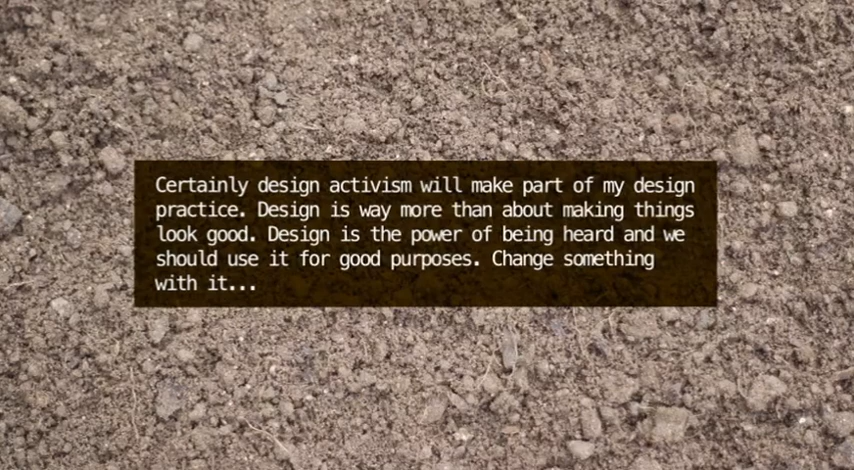 Certainly design activism will make part of my design
practice. Design is way more than about making things
look good. Design is the power of being heard and we
should use it for good purposes. Change something
with it...